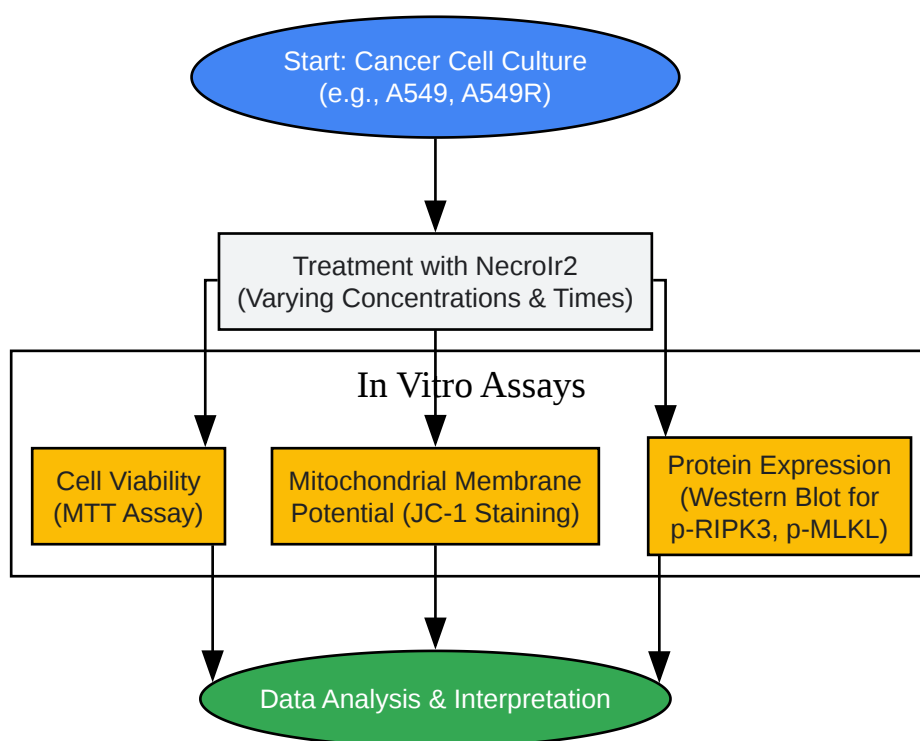 Start: Cancer Cell Culture
(e.g., A549, A549R)
Treatment with NecroIr2
(Varying Concentrations & Times)
In Vitro Assays
Cell Viability
(MTT Assay)
Mitochondrial Membrane
Potential (JC-1 Staining)
Protein Expression
(Western Blot for
p-RIPK3, p-MLKL)
Data Analysis & Interpretation